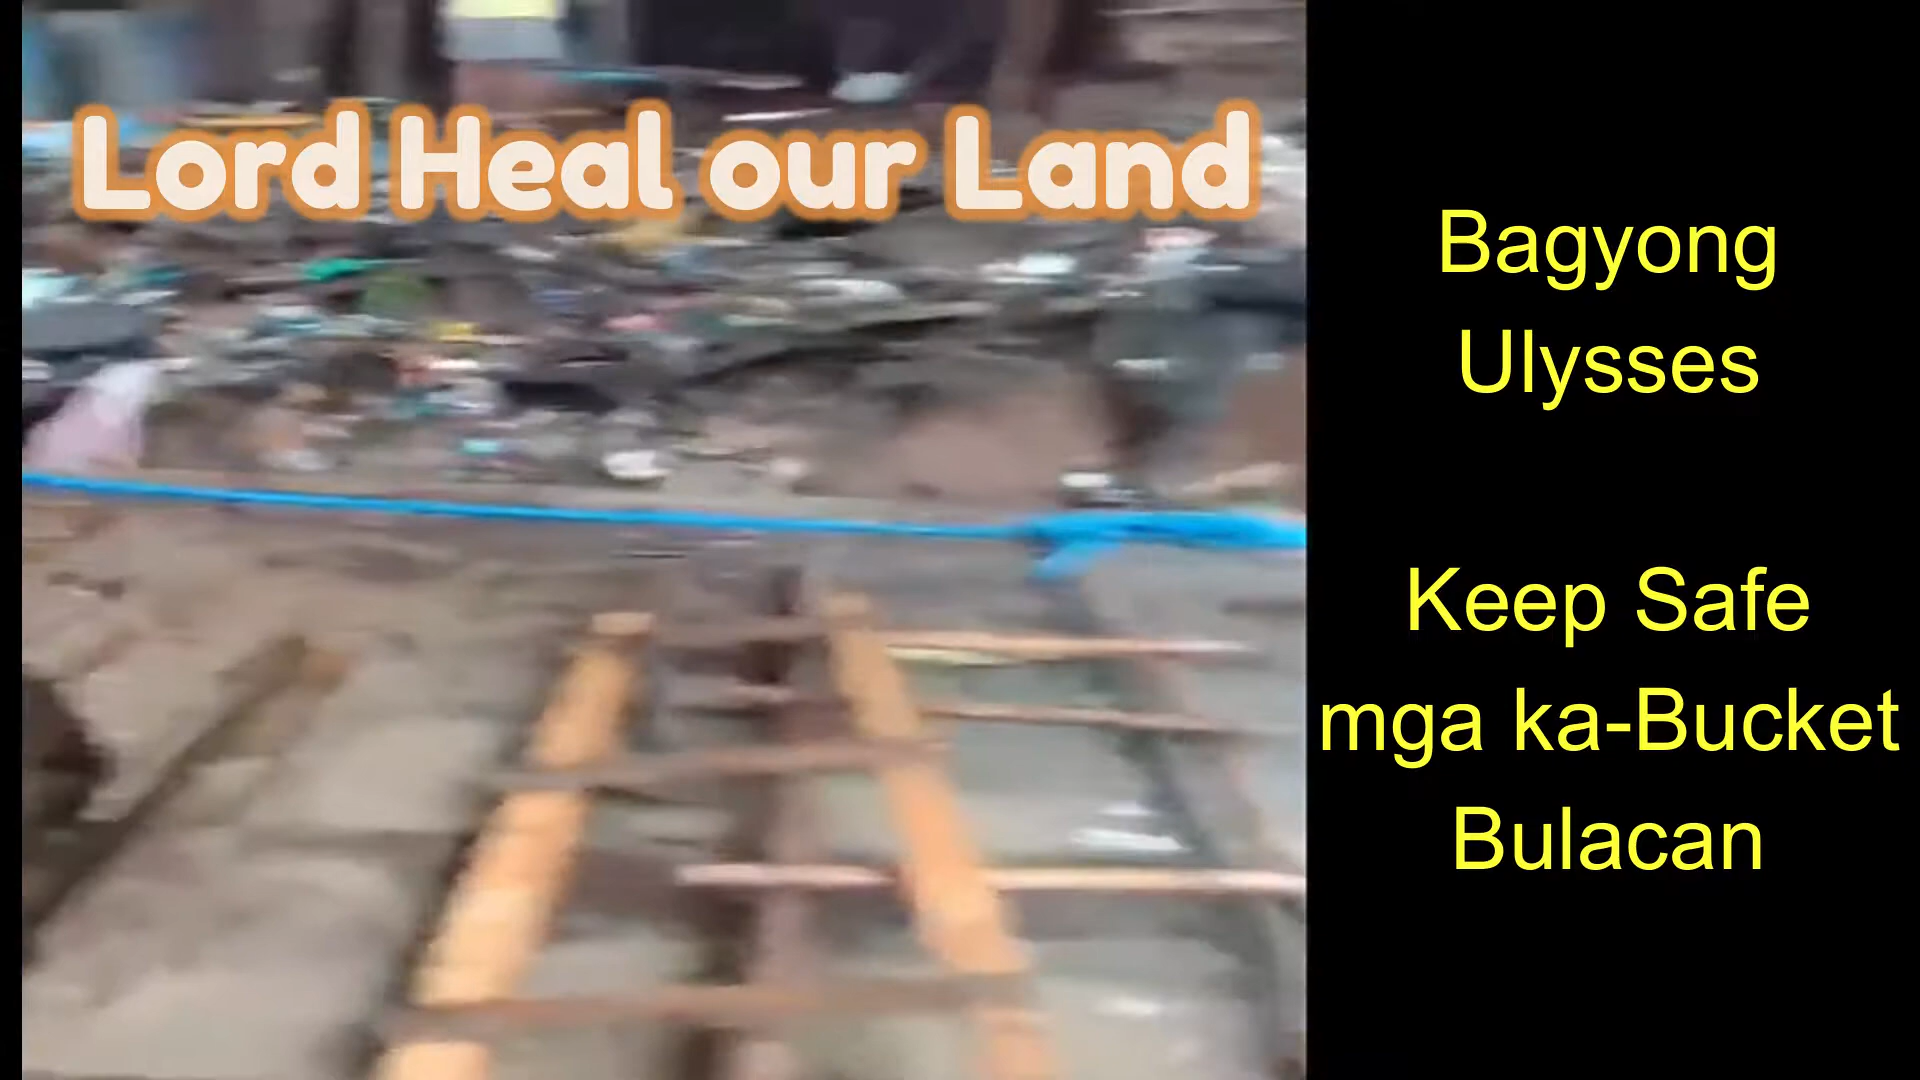 Lord Heal our Land
Bagyong
Ulysses
Keep Safe
mga ka-Bucket
Bulacan